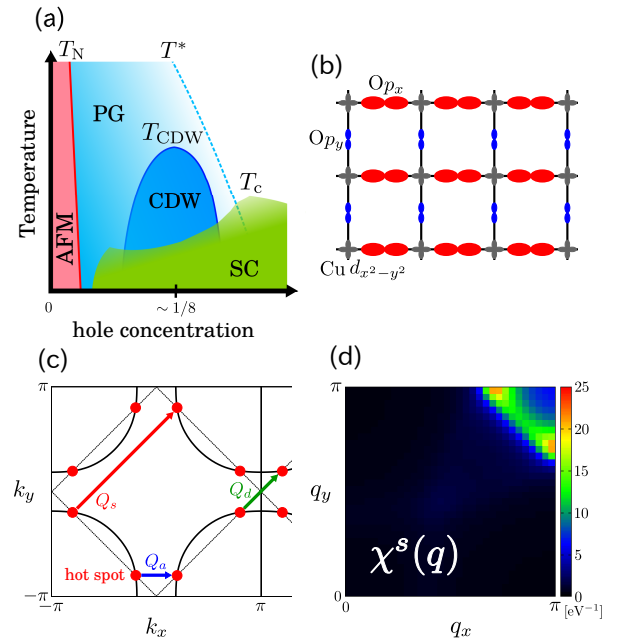 (a)
T_N
T*
PG
T_CDW
CDW
T_c
AFM
SC
Temperature
0
~ 1/8
hole concentration
(b)
Op_x
Op_y
Cu d_{x²−y²}
(c)
π
k_y
Q_s
Q_d
Q_a
hot spot
−π
−π
π
k_x
(d)
π
q_y
χ^s(q)
0
π
q_x
25
20
15
10
5
0
[eV⁻¹]